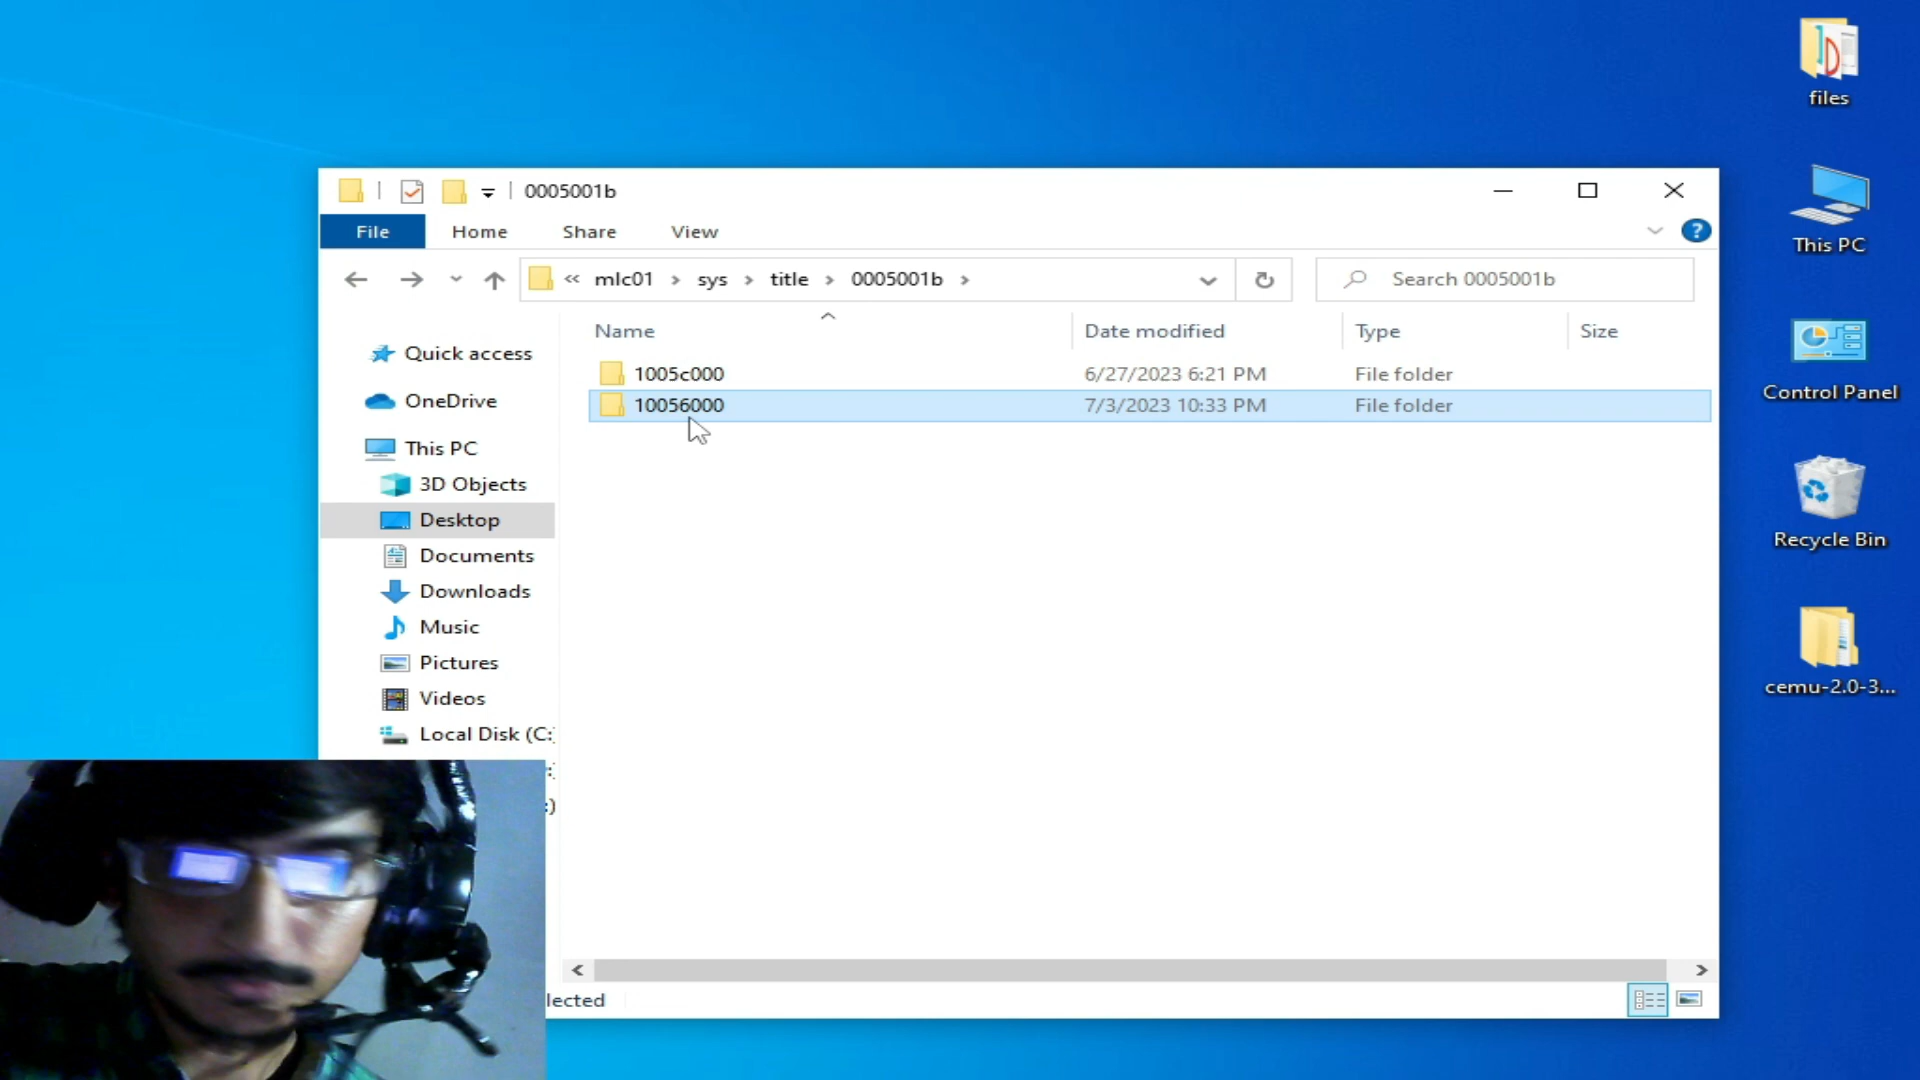 files
This PC
Control Panel
Recycle Bin
cemu-2.0-3...
0005001b
File Home Share View
?
« mlc01 > sys > title > 0005001b >
Search 0005001b
Name Date modified Type Size
1005c000 6/27/2023 6:21 PM File folder
10056000 7/3/2023 10:33 PM File folder
Quick access
OneDrive
This PC
3D Objects
Desktop
Documents
Downloads
Music
Pictures
Videos
Local Disk (C:
:)
lected